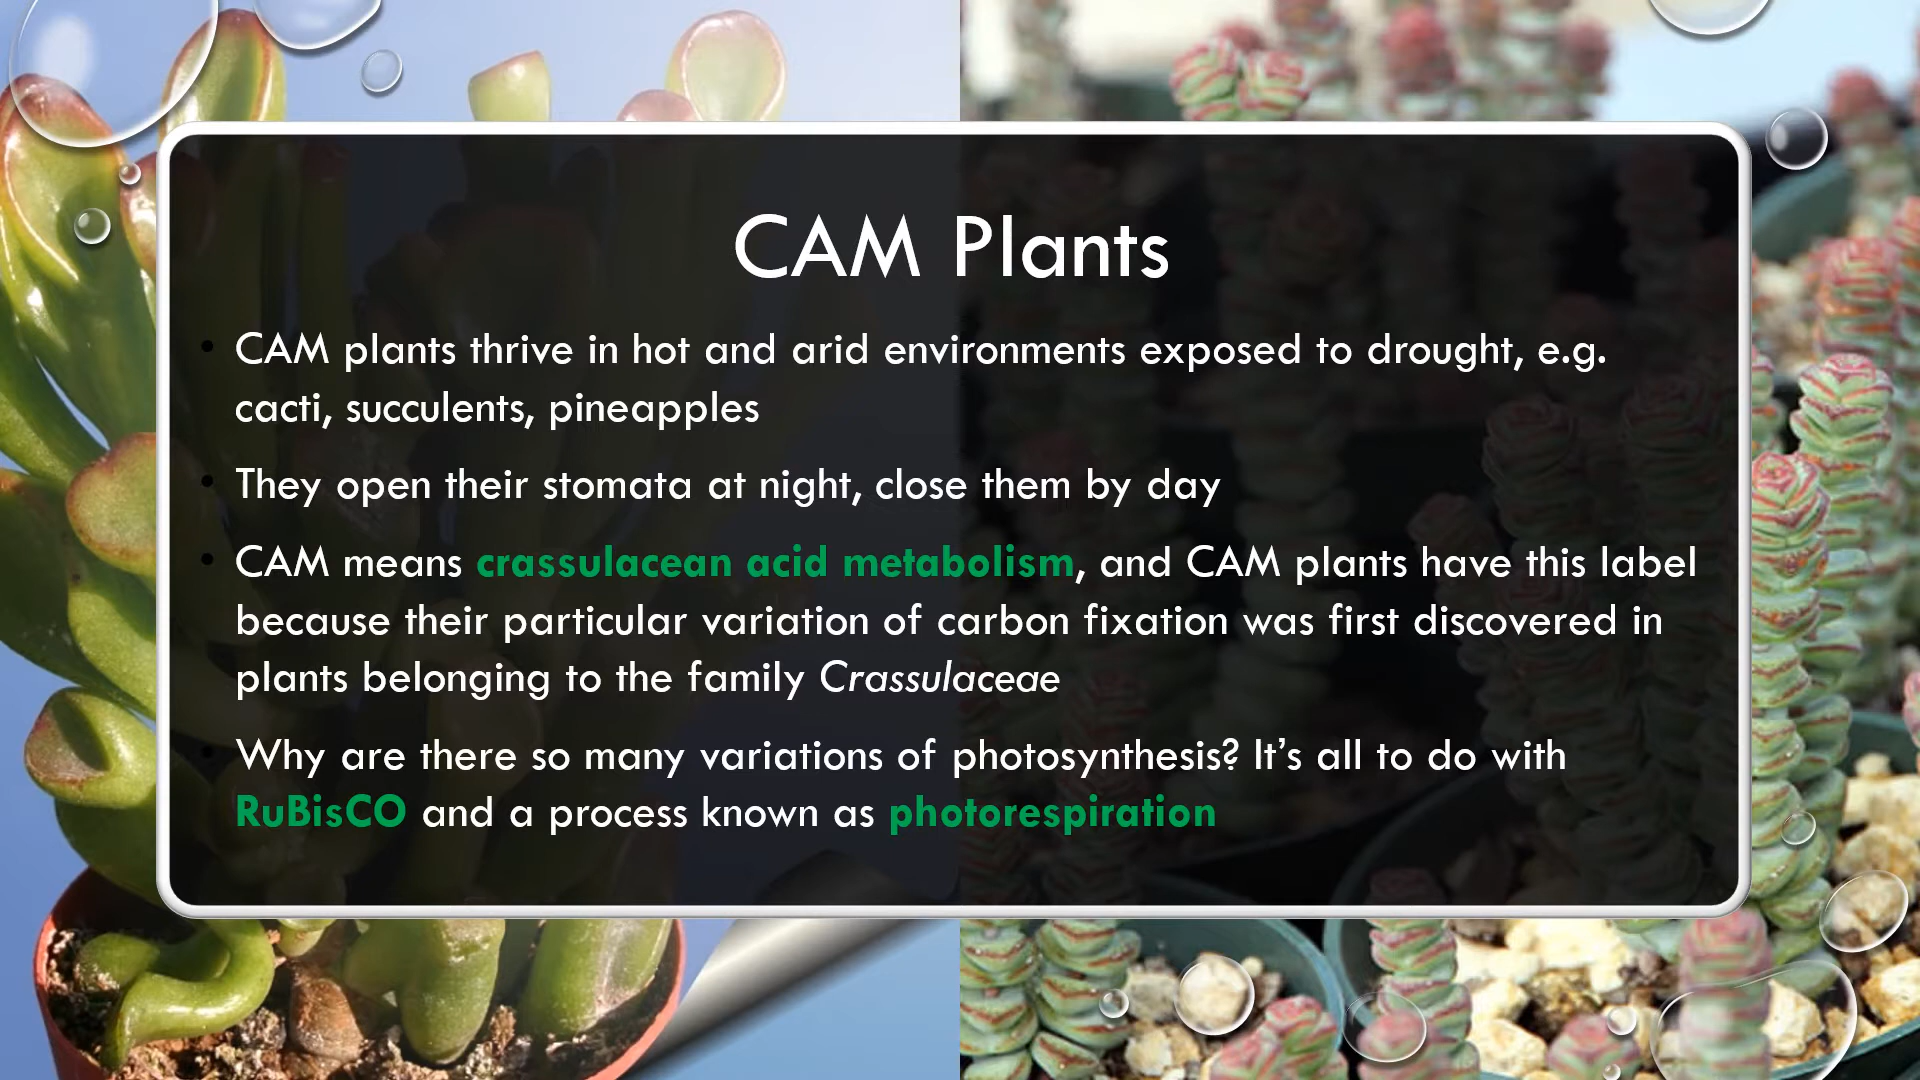 CAM Plants
• CAM plants thrive in hot and arid environments exposed to drought, e.g.
cacti, succulents, pineapples
• They open their stomata at night, close them by day
• CAM means crassulacean acid metabolism, and CAM plants have this label
because their particular variation of carbon fixation was first discovered in
plants belonging to the family Crassulaceae
• Why are there so many variations of photosynthesis? It’s all to do with
RuBisCO and a process known as photorespiration